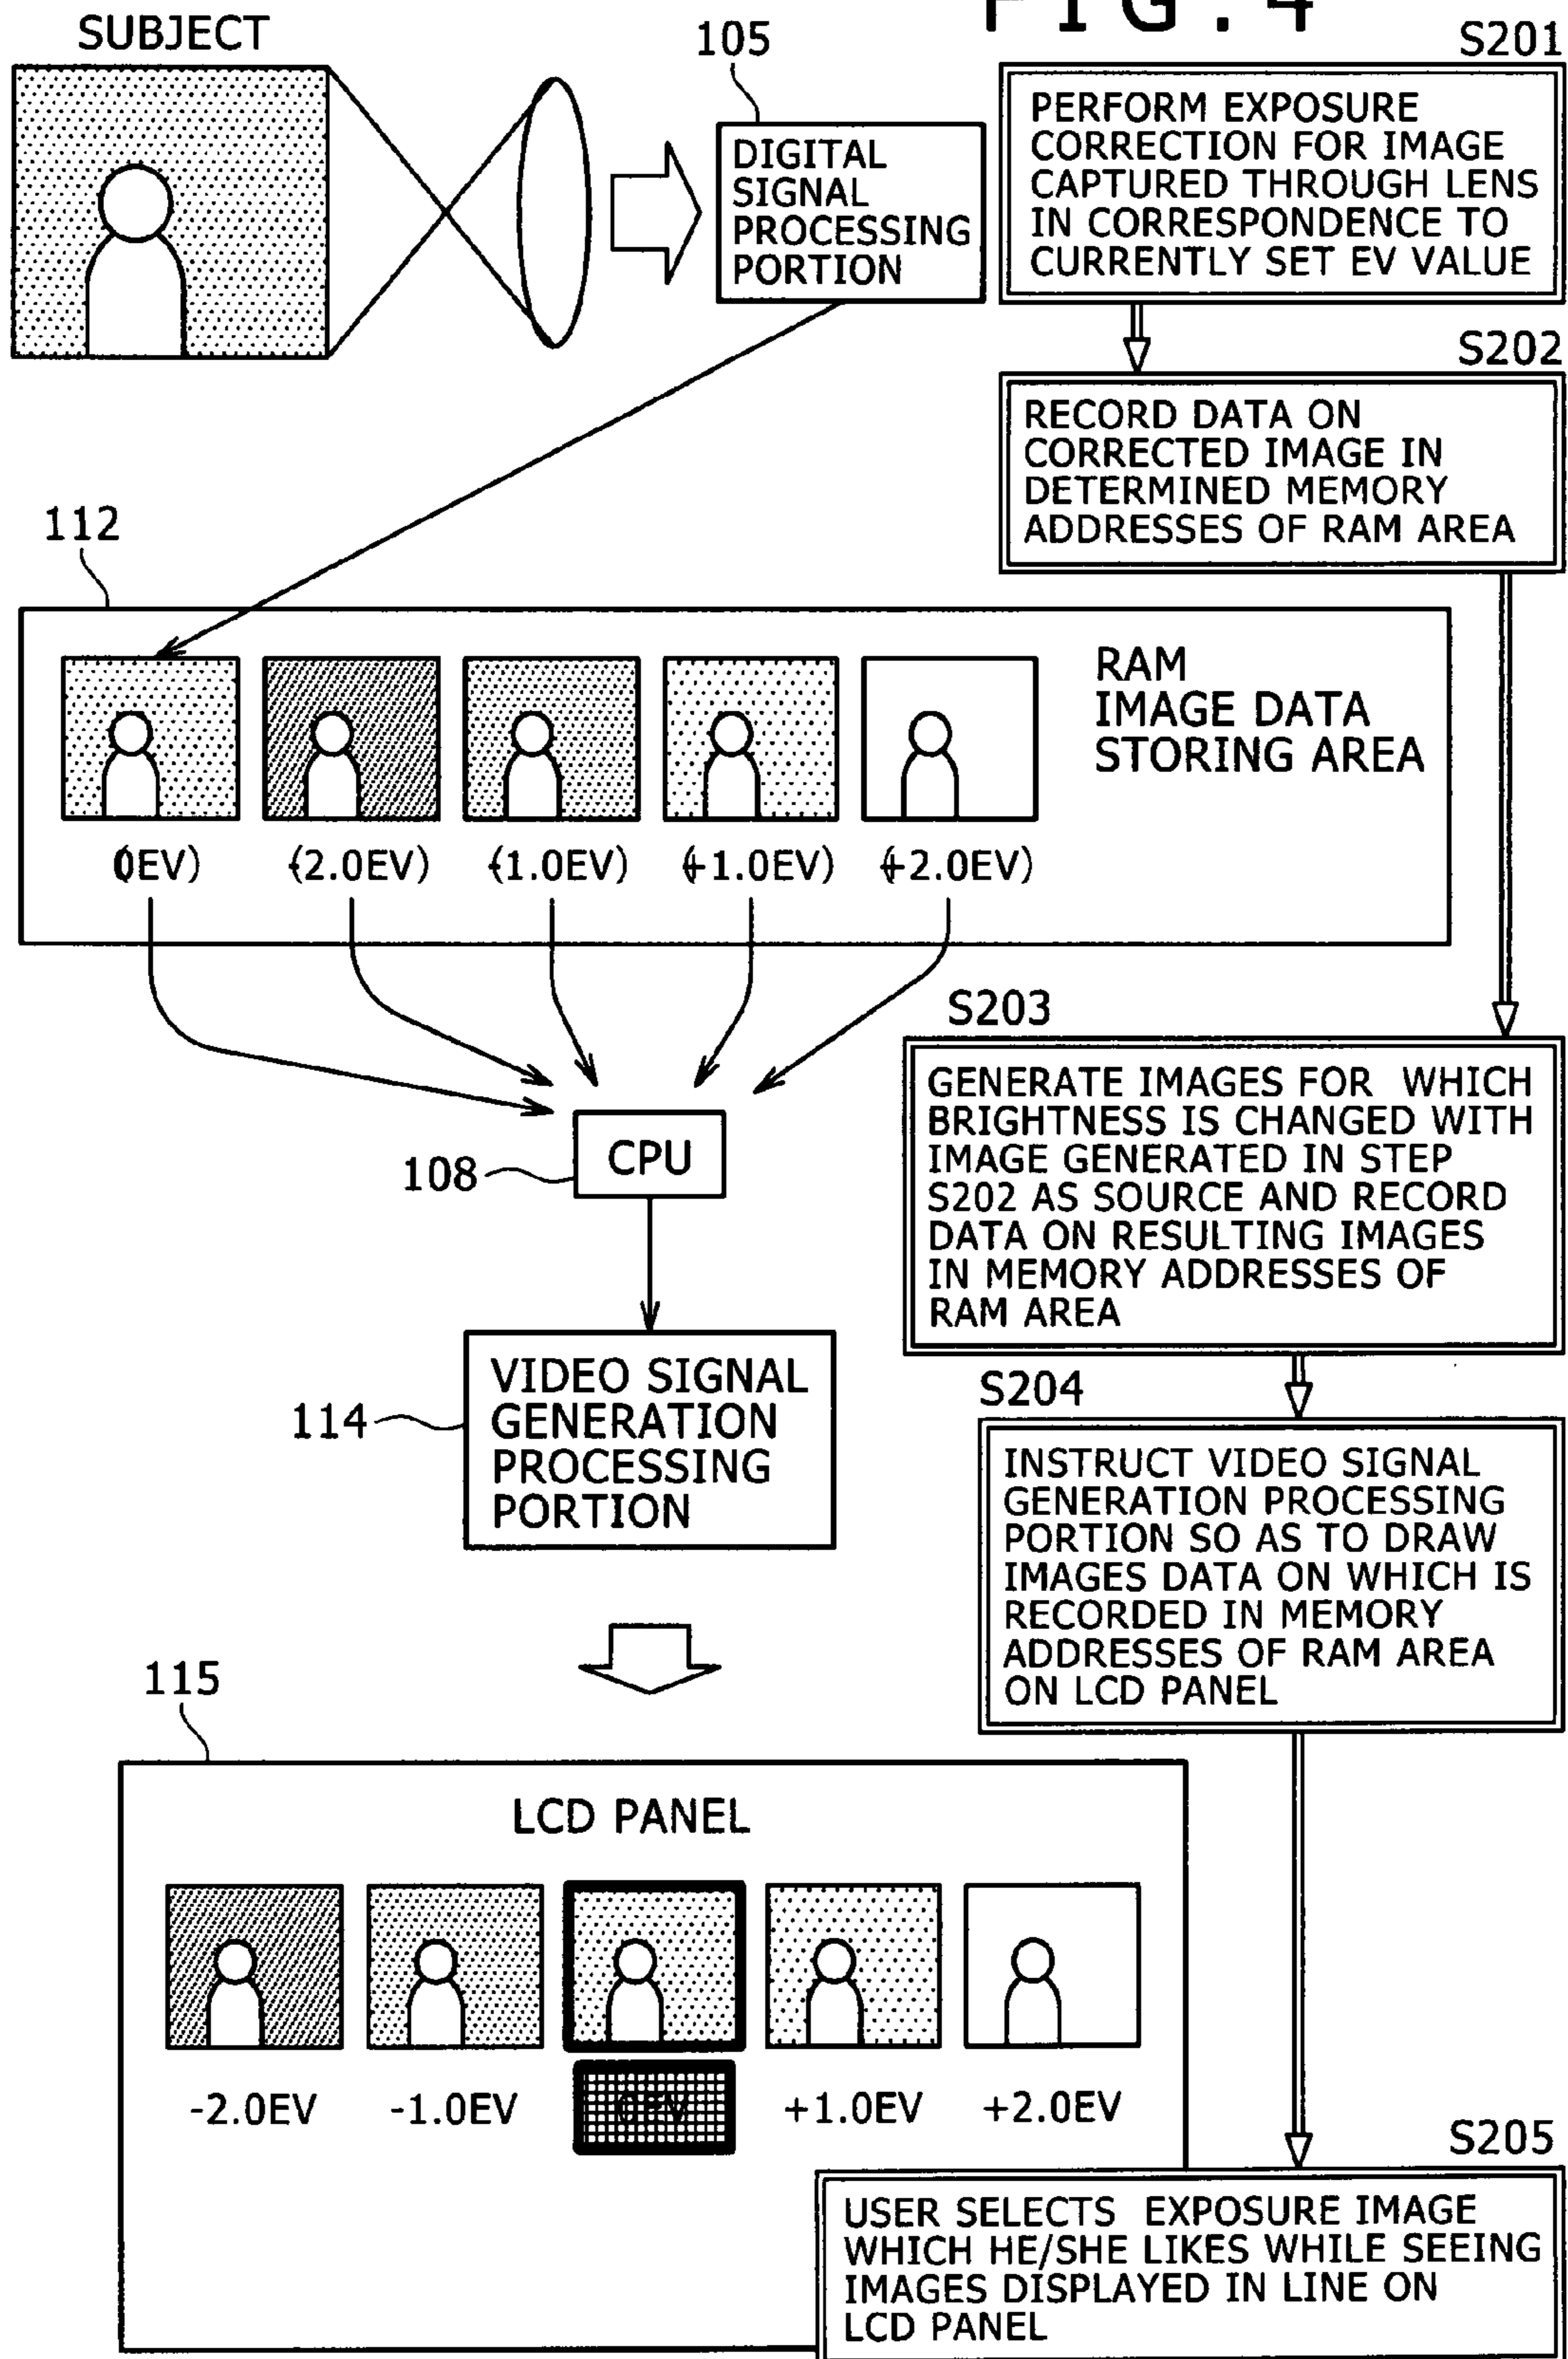 FIG.4
SUBJECT
105
DIGITAL
SIGNAL
PROCESSING
PORTION
S201
PERFORM EXPOSURE
CORRECTION FOR IMAGE
CAPTURED THROUGH LENS
IN CORRESPONDENCE TO
CURRENTLY SET EV VALUE
S202
RECORD DATA ON
CORRECTED IMAGE IN
DETERMINED MEMORY
ADDRESSES OF RAM AREA
112
RAM
IMAGE DATA
STORING AREA
(0EV) (-2.0EV) (-1.0EV) (+1.0EV) (+2.0EV)
S203
GENERATE IMAGES FOR WHICH
BRIGHTNESS IS CHANGED WITH
IMAGE GENERATED IN STEP
S202 AS SOURCE AND RECORD
DATA ON RESULTING IMAGES
IN MEMORY ADDRESSES OF
RAM AREA
108
CPU
114
VIDEO SIGNAL
GENERATION
PROCESSING
PORTION
S204
INSTRUCT VIDEO SIGNAL
GENERATION PROCESSING
PORTION SO AS TO DRAW
IMAGES DATA ON WHICH IS
RECORDED IN MEMORY
ADDRESSES OF RAM AREA
ON LCD PANEL
115
LCD PANEL
-2.0EV -1.0EV 0EV +1.0EV +2.0EV
S205
USER SELECTS EXPOSURE IMAGE
WHICH HE/SHE LIKES WHILE SEEING
IMAGES DISPLAYED IN LINE ON
LCD PANEL